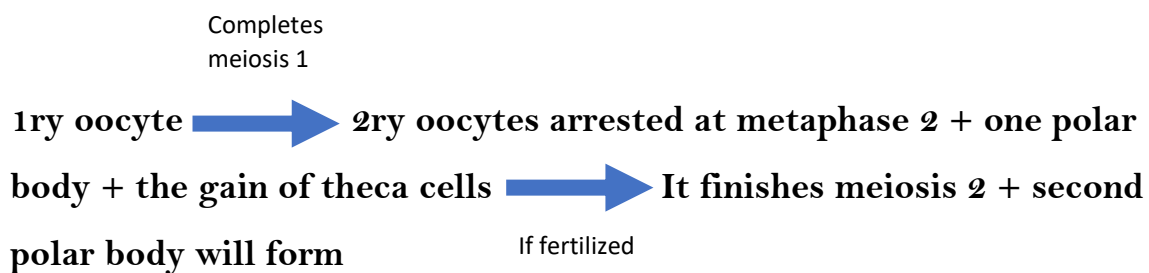 Completes
meiosis 1
1ry oocyte 2ry oocytes arrested at metaphase 2 + one polar
body + the gain of theca cells It finishes meiosis 2 + second
polar body will form
If fertilized